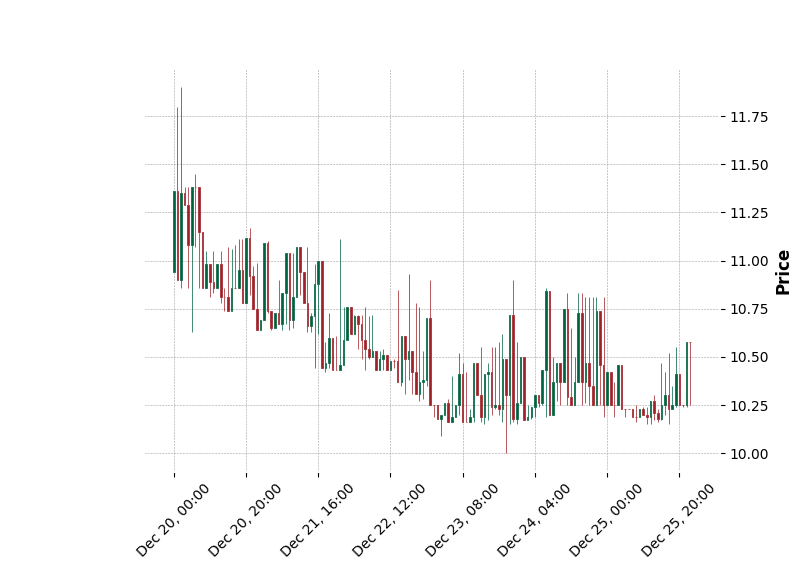 11.75
11.50
11.25
11.00
10.75
10.50
10.25
10.00
Price
Dec 20, 00:00
Dec 20, 20:00
Dec 21, 16:00
Dec 22, 12:00
Dec 23, 08:00
Dec 24, 04:00
Dec 25, 00:00
Dec 25, 20:00